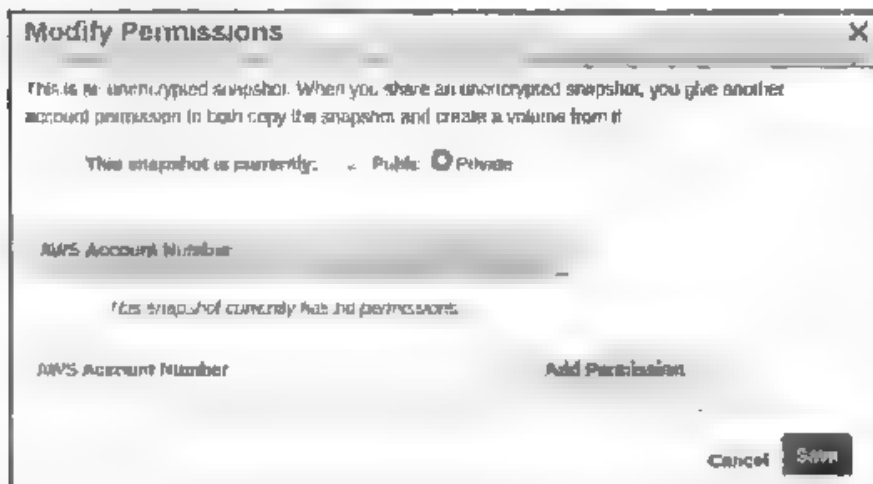 Modify Permissions
This is an unencrypted snapshot. When you share an unencrypted snapshot, you give another
account permission to both copy the snapshot and create a volume from it
This snapshot is currently: Public Private
AWS Account Number
This snapshot currently has no permissions
AWS Account Number Add Permission
Cancel Save